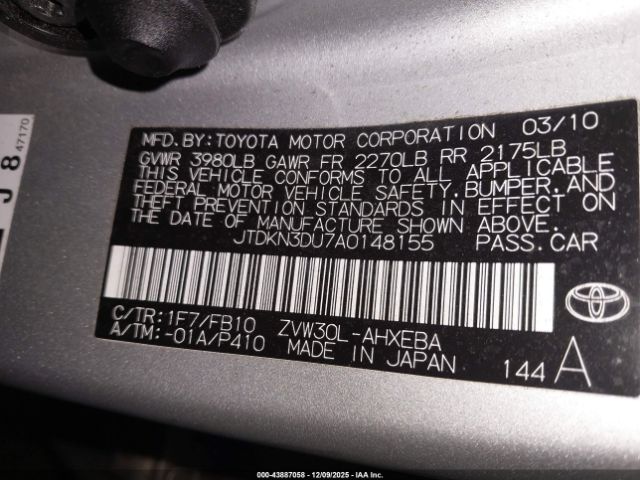 J 8 47170
MFD. BY: TOYOTA MOTOR CORPORATION 03/10
GVWR 3980LB GAWR FR 2270LB RR 2175LB
THIS VEHICLE CONFORMS TO ALL APPLICABLE
FEDERAL MOTOR VEHICLE SAFETY, BUMPER, AND
THEFT PREVENTION STANDARDS IN EFFECT ON
THE DATE OF MANUFACTURE SHOWN ABOVE.
JTDKN3DU7A0148155 PASS. CAR
C/TR: 1F7/FB10 ZVW30L-AHXEBA
A/TM: -01A/P410 MADE IN JAPAN
144 A
000-43887058 | 12/09/2025 | IAA Inc.